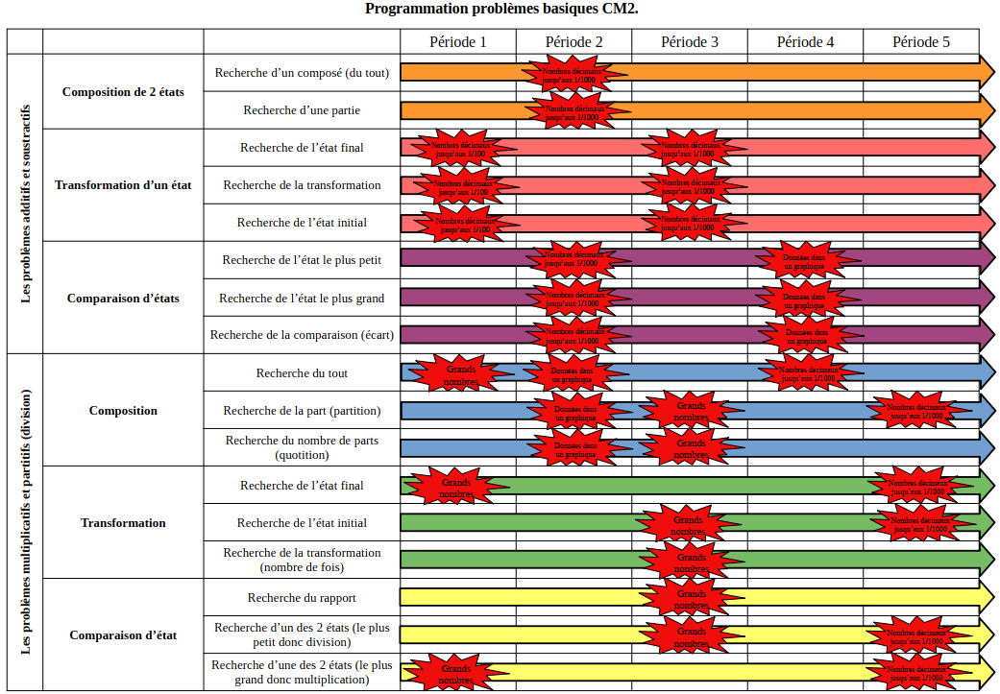 Programmation problèmes basiques CM2.
Période 1 Période 2 Période 3 Période 4 Période 5
Les problèmes additifs et soustractifs
Composition de 2 états
Recherche d’un composé (du tout)
Nombres décimaux
jusqu’aux 1/1000
Recherche d’une partie
Nombres décimaux
jusqu’aux 1/1000
Transformation d’un état
Recherche de l’état final
Nombres décimaux
jusqu’aux 1/100
Nombres décimaux
jusqu’aux 1/1000
Recherche de la transformation
Nombres décimaux
jusqu’aux 1/100
Nombres décimaux
jusqu’aux 1/1000
Recherche de l’état initial
Nombres décimaux
jusqu’aux 1/100
Nombres décimaux
jusqu’aux 1/1000
Comparaison d’états
Recherche de l’état le plus petit
Nombres décimaux
jusqu’aux 1/1000
Données dans
un graphique
Recherche de l’état le plus grand
Nombres décimaux
jusqu’aux 1/1000
Données dans
un graphique
Recherche de la comparaison (écart)
Nombres décimaux
jusqu’aux 1/1000
Données dans
un graphique
Les problèmes multiplicatifs et partitifs (division)
Composition
Recherche du tout
Grands
nombres
Données dans
un graphique
Nombres décimaux
jusqu’aux 1/1000
Recherche de la part (partition)
Données dans
un graphique
Grands
nombres
Nombres décimaux
jusqu’aux 1/1000
Recherche du nombre de parts
(quotition)
Données dans
un graphique
Grands
nombres
Transformation
Recherche de l’état final
Grands
nombres
Nombres décimaux
jusqu’aux 1/1000
Recherche de l’état initial
Grands
nombres
Nombres décimaux
jusqu’aux 1/1000
Recherche de la transformation
(nombre de fois)
Grands
nombres
Comparaison d’état
Recherche du rapport
Grands
nombres
Recherche d’un des 2 états (le plus
petit donc division)
Grands
nombres
Nombres décimaux
jusqu’aux 1/1000
Recherche d’une des 2 états (le plus
grand donc multiplication)
Grands
nombres
Nombres décimaux
jusqu’aux 1/1000